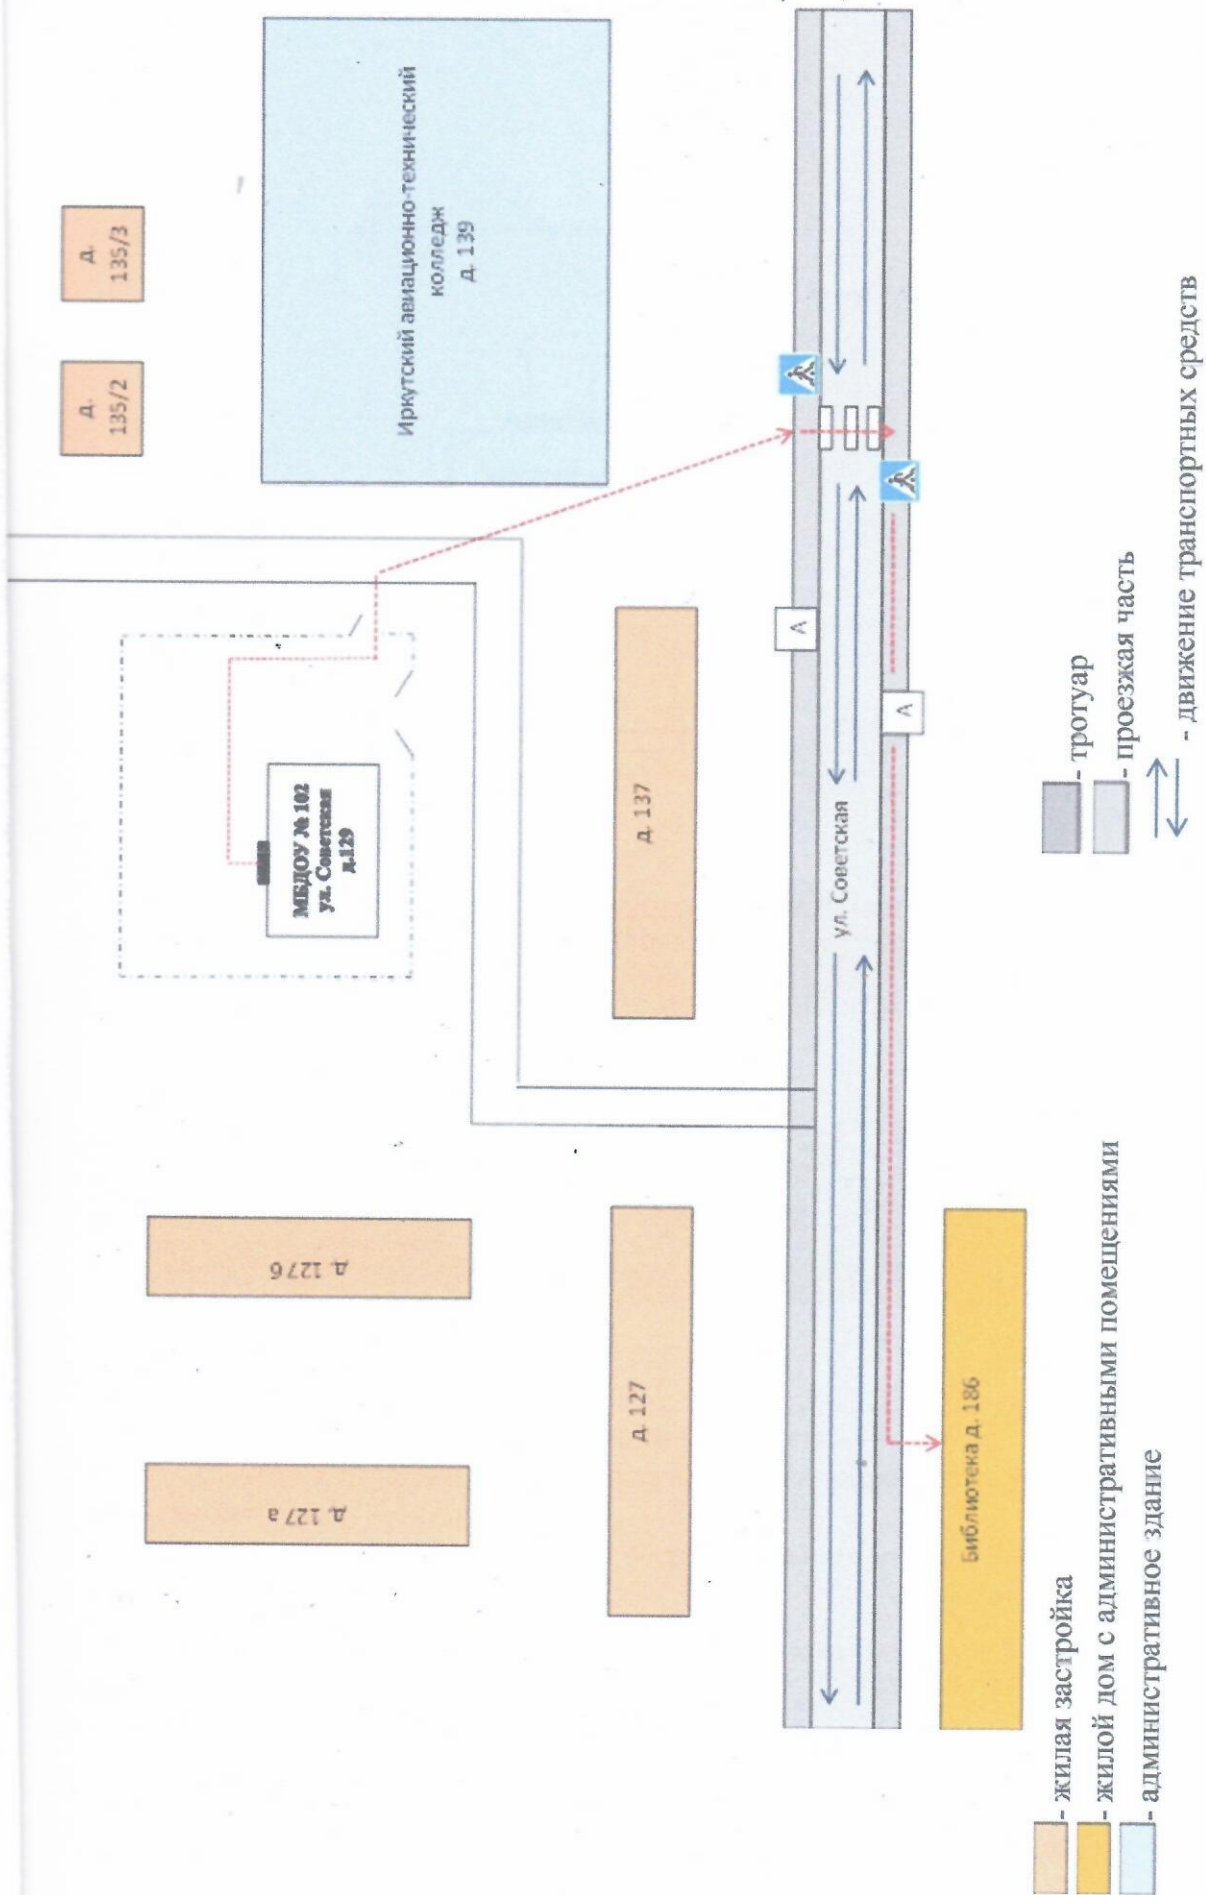 д.
135/2
д.
135/3
Иркутский авиационно-технический
колледж
д. 139
МБДОУ № 102
ул. Советская
д.129
д. 127а
д. 127б
д. 127
д. 137
А
ул. Советская
А
Библиотека д. 186
- жилая застройка
- жилой дом с административными помещениями
- административное здание
- тротуар
- проезжая часть
- движение транспортных средств